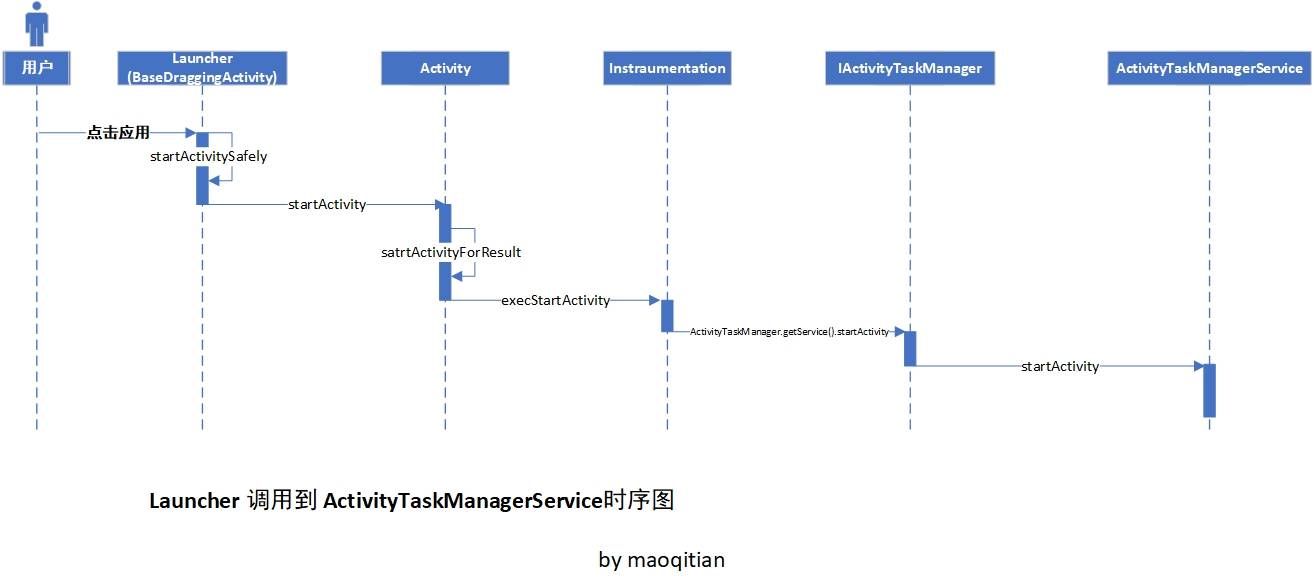 用户
Launcher
(BaseDraggingActivity)
Activity
Instraumentation
IActivityTaskManager
ActivityTaskManagerService
点击应用
startActivitySafely
startActivity
satrtActivityForResult
execStartActivity
ActivityTaskManager.getService().startActivity
startActivity
Launcher 调用到 ActivityTaskManagerService时序图
by maoqitian